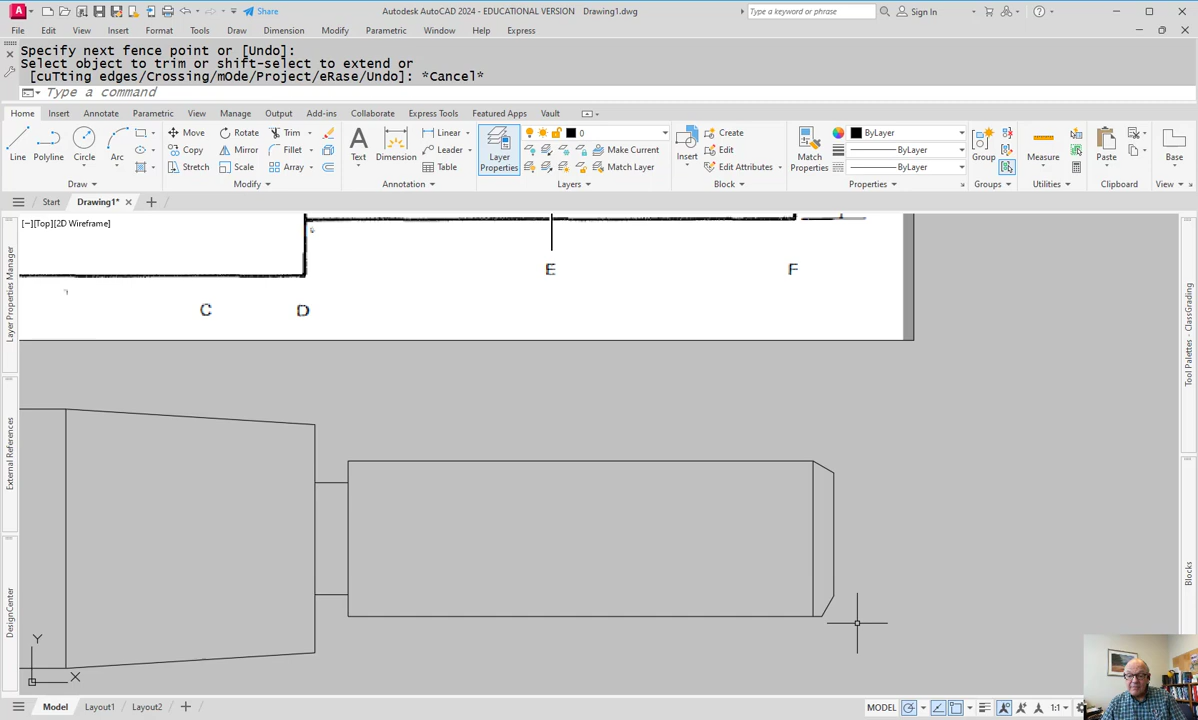 Autodesk AutoCAD 2024 - EDUCATIONAL VERSION Drawing1.dwg
Share
Type a keyword or phrase
Sign In
File Edit View Insert Format Tools Draw Dimension Modify Parametric Window Help Express
Specify next fence point or [Undo]:
Select object to trim or shift-select to extend or
[cuTting edges/Crossing/mOde/Project/eRase/Undo]: *Cancel*
Type a command
Home Insert Annotate Parametric View Manage Output Add-ins Collaborate Express Tools Featured Apps Vault
Line Polyline Circle Arc
Move Rotate Trim
Copy Mirror Fillet
Stretch Scale Array
Text Dimension
Linear
Leader
Table
Layer Properties
0
Make Current
Match Layer
Insert
Create
Edit
Edit Attributes
Match Properties
ByLayer
ByLayer
ByLayer
Group
Measure
Paste
Base
Draw Modify Annotation Layers Block Properties Groups Utilities Clipboard View
Start Drawing1*
[−][Top][2D Wireframe]
Layer Properties Manager
External References
DesignCenter
Tool Palettes - ClassGrading
Blocks
E
F
C
D
Y
X
Model Layout1 Layout2
MODEL
1:1